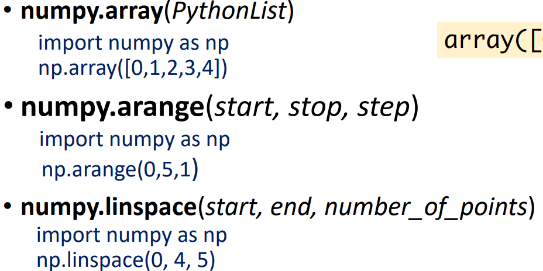 • numpy.array(PythonList)
import numpy as np
np.array([0,1,2,3,4])
array([
• numpy.arange(start, stop, step)
import numpy as np
np.arange(0,5,1)
• numpy.linspace(start, end, number_of_points)
import numpy as np
np.linspace(0, 4, 5)